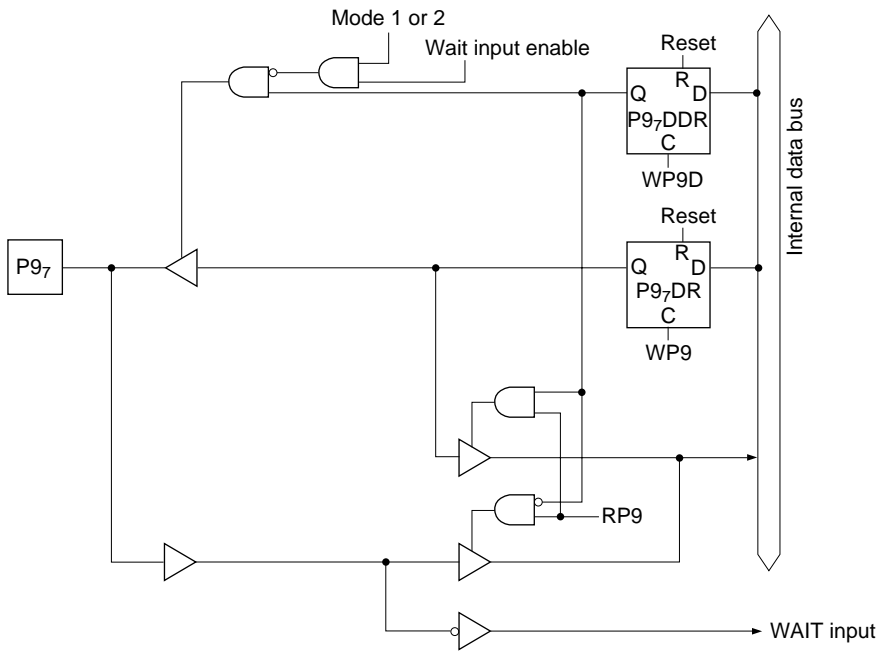 Mode 1 or 2
Wait input enable
Reset
R
Q
D
P9₇DDR
C
WP9D
Internal data bus
Reset
R
Q
D
P9₇DR
C
WP9
P9₇
RP9
WAIT input